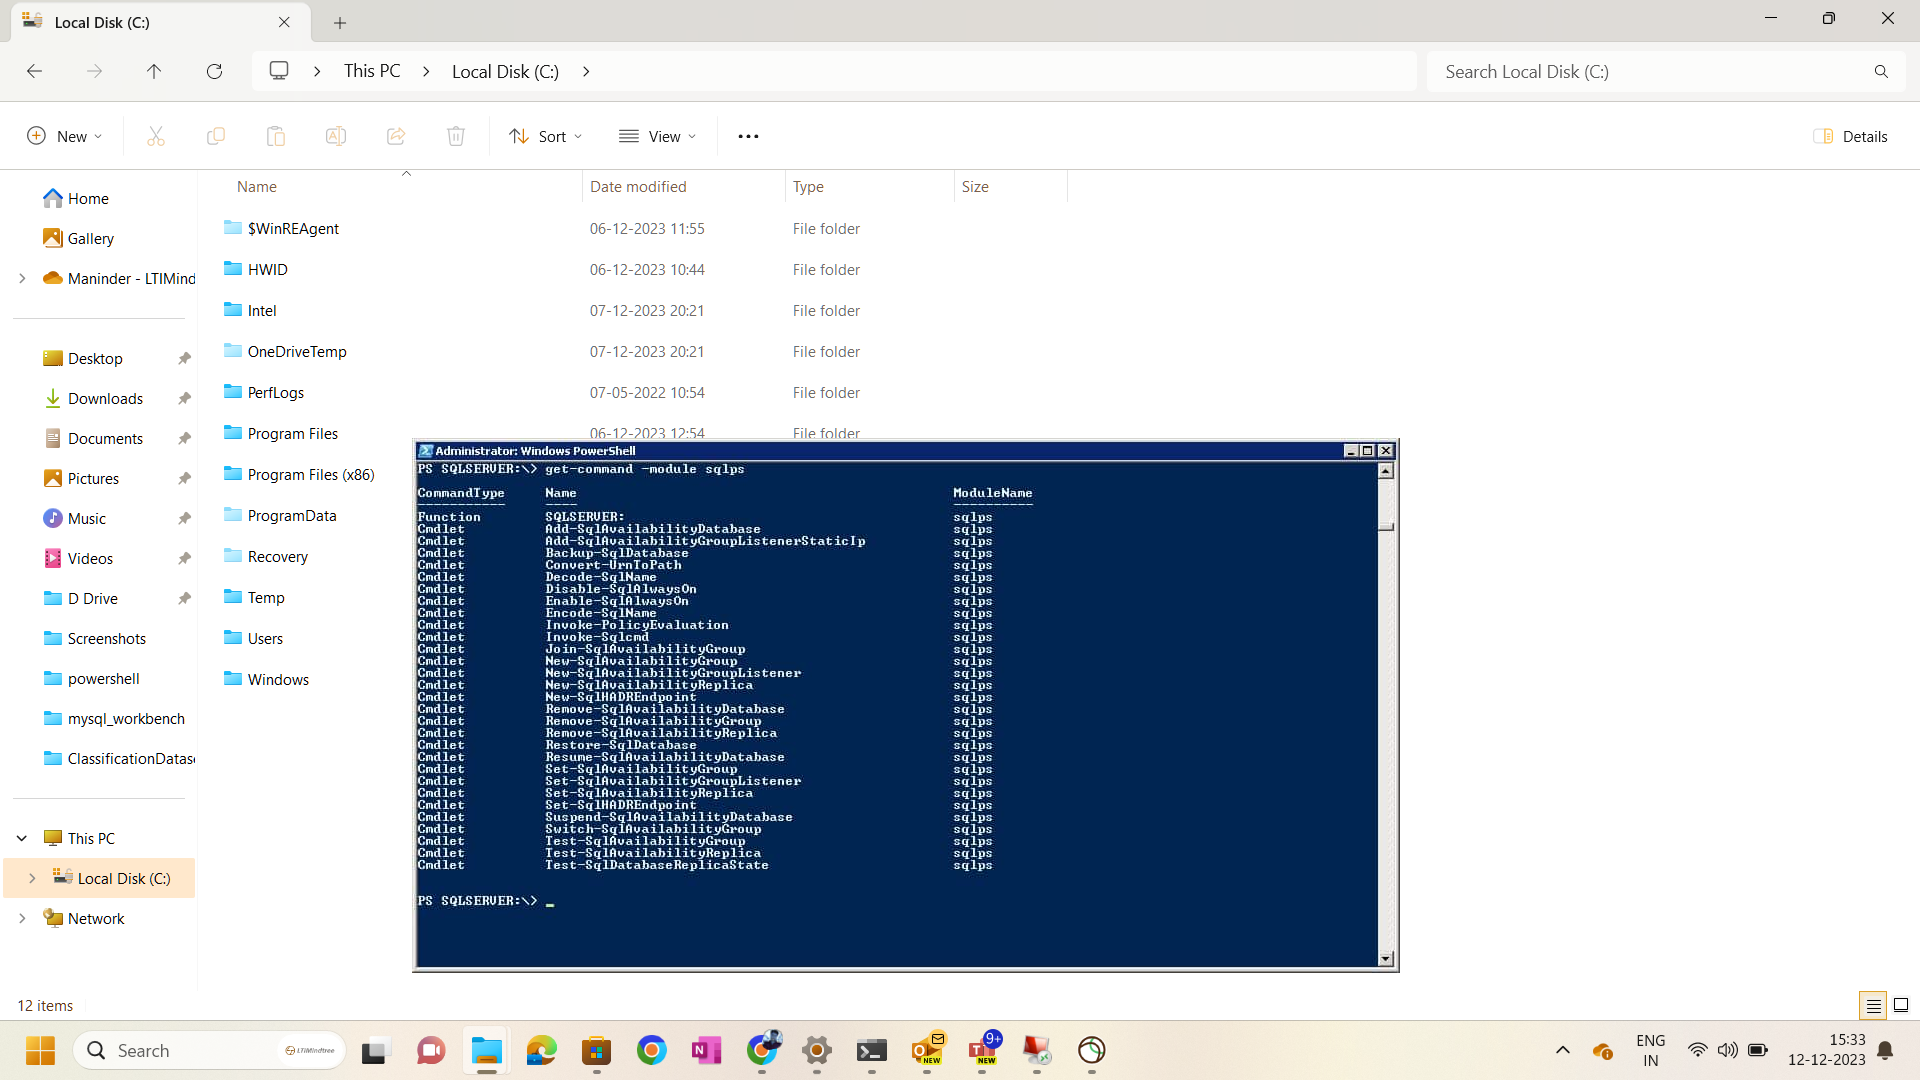 Local Disk (C:)
This PC
Local Disk (C:)
Search Local Disk (C:)
New
Sort
View
Details
Name
Date modified
Type
Size
Home
Gallery
Maninder - LTIMind
Desktop
Downloads
Documents
Pictures
Music
Videos
D Drive
Screenshots
powershell
mysql_workbench
ClassificationDatas
This PC
Local Disk (C:)
Network
$WinREAgent 06-12-2023 11:55 File folder
HWID 06-12-2023 10:44 File folder
Intel 07-12-2023 20:21 File folder
OneDriveTemp 07-12-2023 20:21 File folder
PerfLogs 07-05-2022 10:54 File folder
Program Files 06-12-2023 12:54 File folder
Program Files (x86)
ProgramData
Recovery
Temp
Users
Windows
Administrator: Windows PowerShell
PS SQLSERVER:\> get-command -module sqlps
CommandType Name ModuleName
----------- ---- ----------
Function SQLSERVER: sqlps
Cmdlet Add-SqlAvailabilityDatabase sqlps
Cmdlet Add-SqlAvailabilityGroupListenerStaticIp sqlps
Cmdlet Backup-SqlDatabase sqlps
Cmdlet Convert-UrnToPath sqlps
Cmdlet Decode-SqlName sqlps
Cmdlet Disable-SqlAlwaysOn sqlps
Cmdlet Enable-SqlAlwaysOn sqlps
Cmdlet Encode-SqlName sqlps
Cmdlet Invoke-PolicyEvaluation sqlps
Cmdlet Invoke-Sqlcmd sqlps
Cmdlet Join-SqlAvailabilityGroup sqlps
Cmdlet New-SqlAvailabilityGroup sqlps
Cmdlet New-SqlAvailabilityGroupListener sqlps
Cmdlet New-SqlAvailabilityReplica sqlps
Cmdlet New-SqlHADREndpoint sqlps
Cmdlet Remove-SqlAvailabilityDatabase sqlps
Cmdlet Remove-SqlAvailabilityGroup sqlps
Cmdlet Remove-SqlAvailabilityReplica sqlps
Cmdlet Restore-SqlDatabase sqlps
Cmdlet Resume-SqlAvailabilityDatabase sqlps
Cmdlet Set-SqlAvailabilityGroup sqlps
Cmdlet Set-SqlAvailabilityGroupListener sqlps
Cmdlet Set-SqlAvailabilityReplica sqlps
Cmdlet Set-SqlHADREndpoint sqlps
Cmdlet Suspend-SqlAvailabilityDatabase sqlps
Cmdlet Switch-SqlAvailabilityGroup sqlps
Cmdlet Test-SqlAvailabilityGroup sqlps
Cmdlet Test-SqlAvailabilityReplica sqlps
Cmdlet Test-SqlDatabaseReplicaState sqlps
PS SQLSERVER:\> _
12 items
Search
LTIMindtree
NEW
9+
NEW
ENG
IN
15:33
12-12-2023